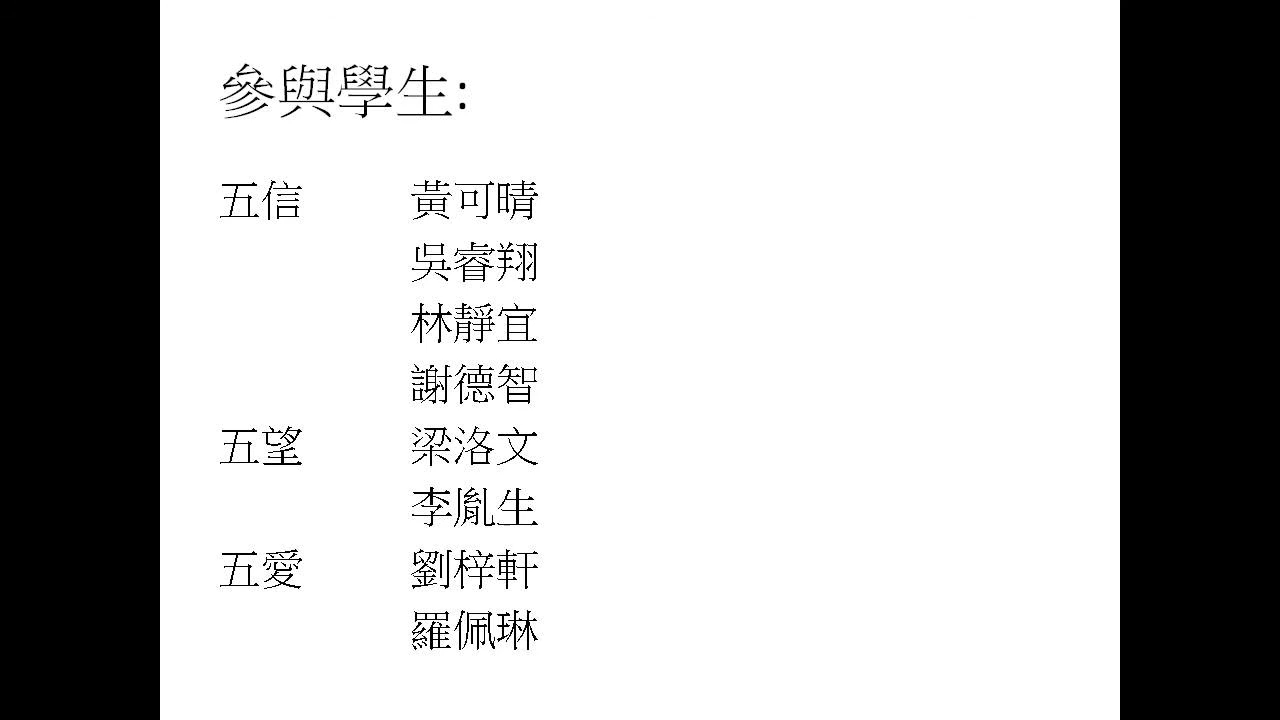 參與學生:
五信 黃可晴
吳睿翔
林靜宜
謝德智
五望 梁洛文
李胤生
五愛 劉梓軒
羅佩琳